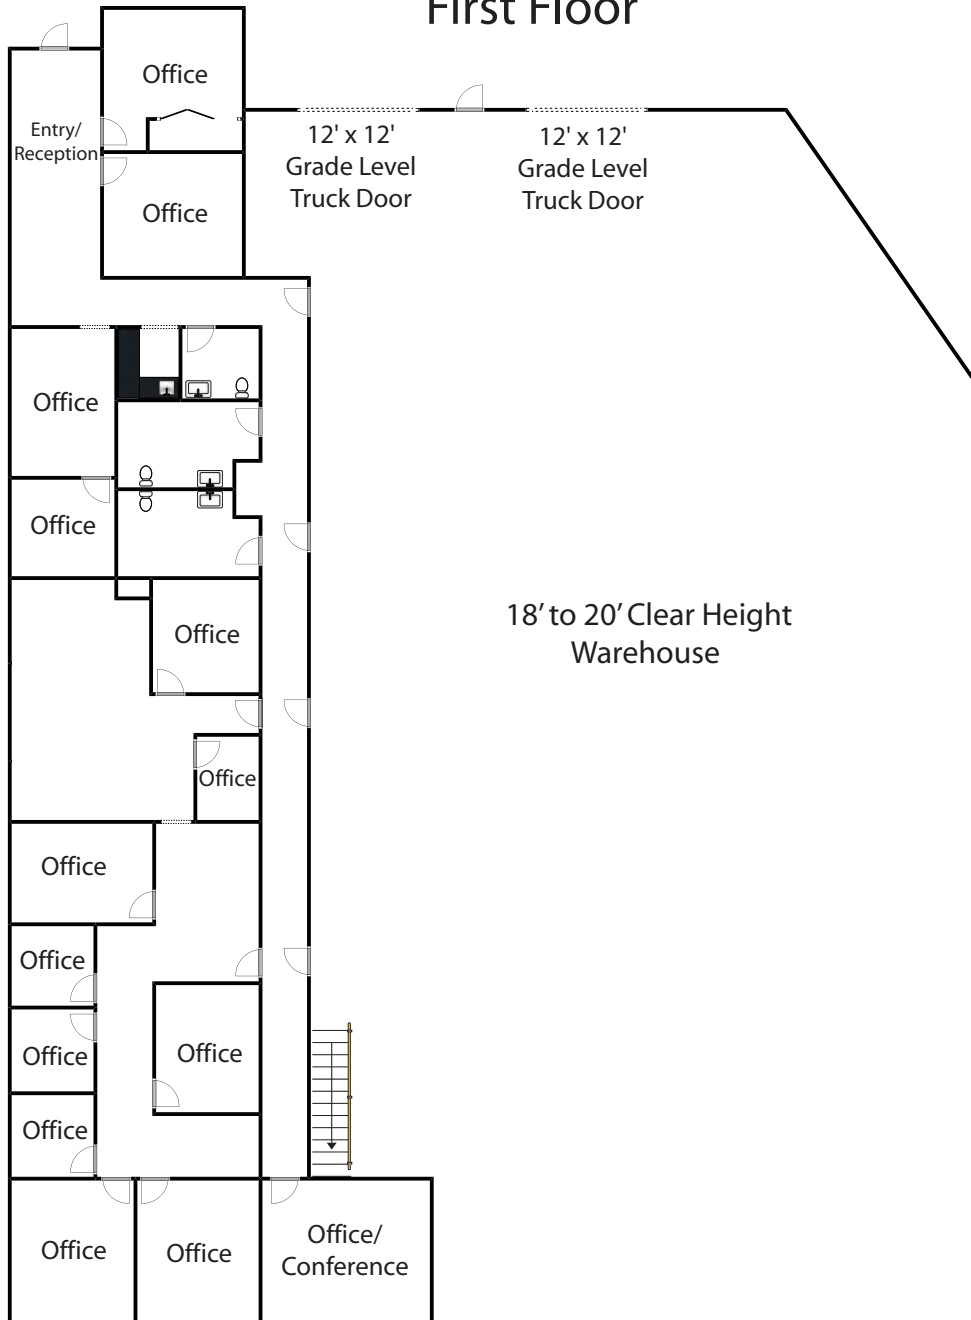 First Floor
Office
Entry/
Reception
12' x 12'
Grade Level
Truck Door
12' x 12'
Grade Level
Truck Door
Office
Office
Office
18’ to 20’ Clear Height
Warehouse
Office
Office
Office
Office
Office
Office
Office
Office
Office
Office/
Conference